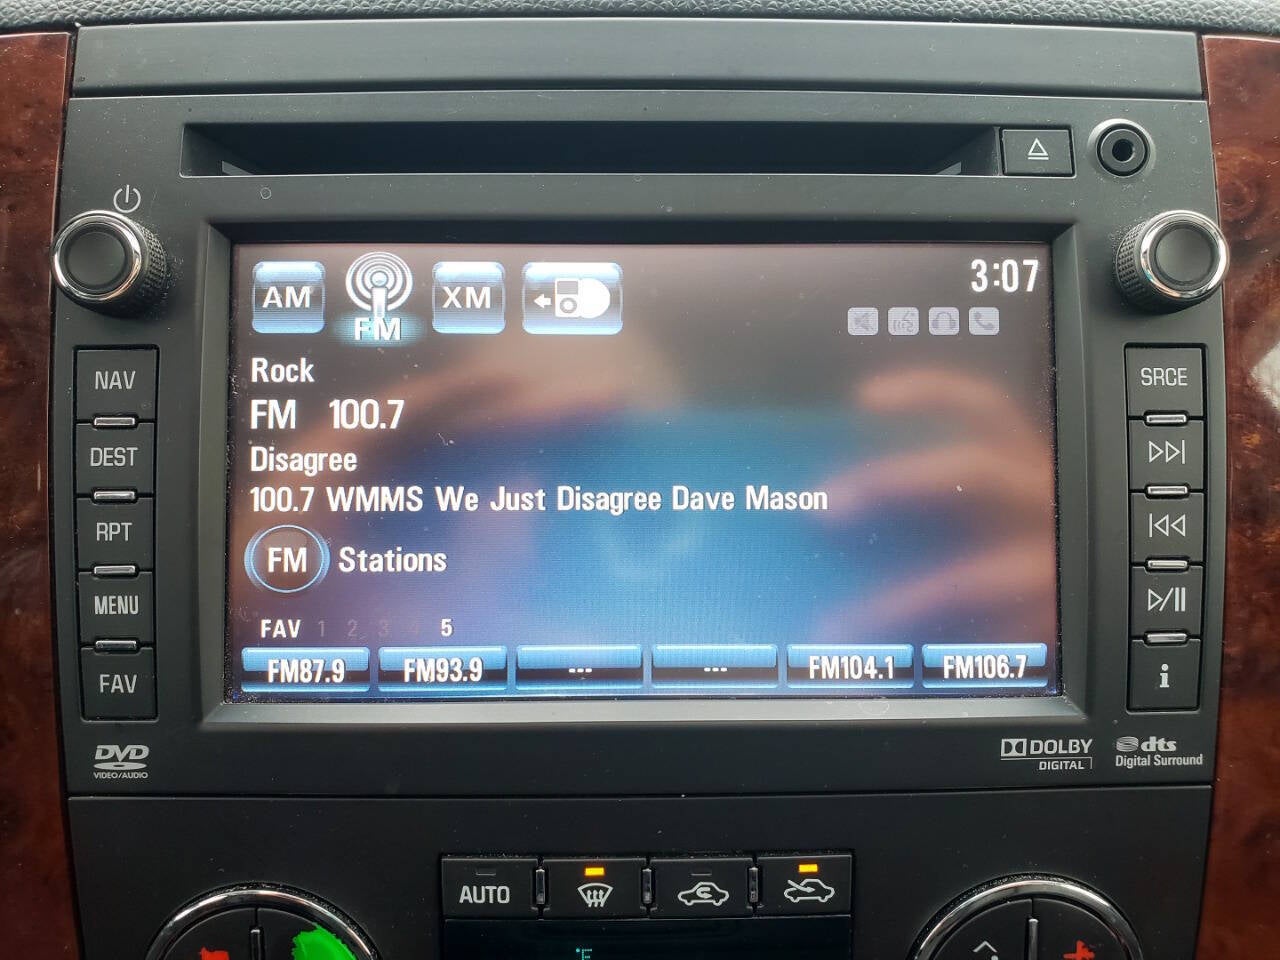 AM FM XM 3:07
Rock
FM 100.7
Disagree
100.7 WMMS We Just Disagree Dave Mason
FM Stations
FAV 1 2 3 4 5
FM87.9 FM93.9 --- --- FM104.1 FM106.7
NAV
DEST
RPT
MENU
FAV
SRCE
i
DVD
VIDEO/AUDIO
DOLBY
DIGITAL
dts
Digital Surround
AUTO
°F